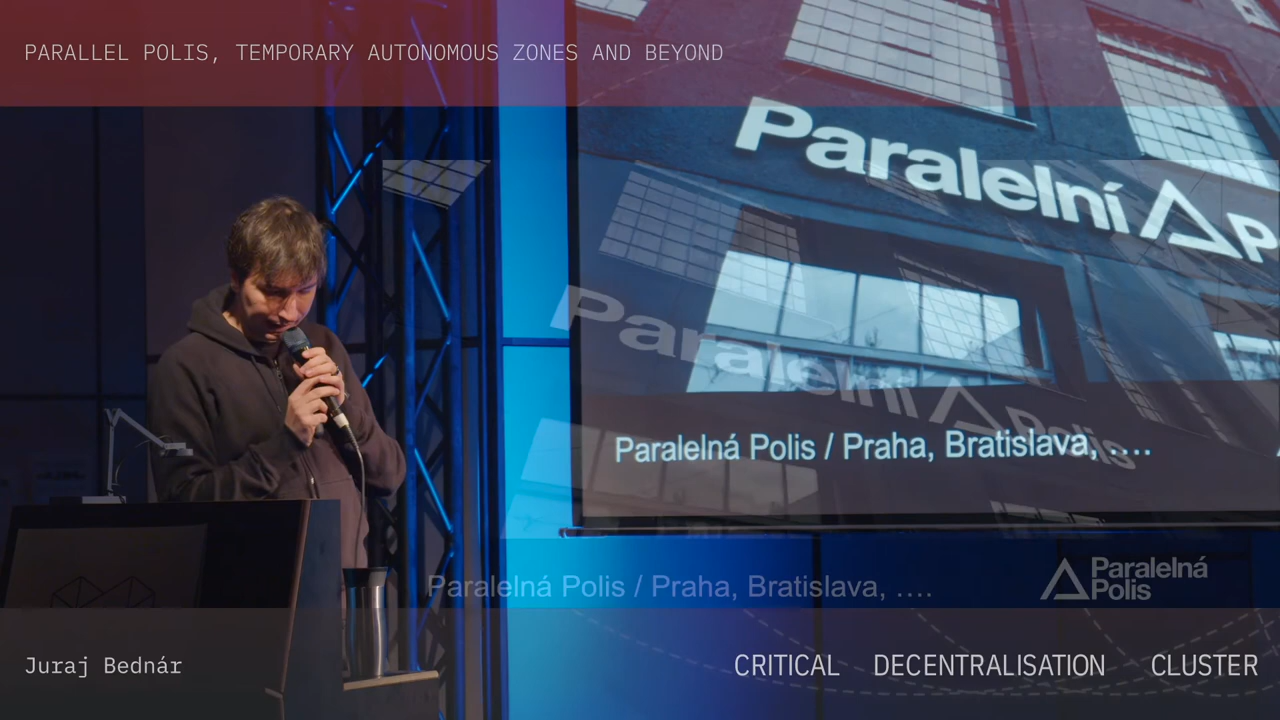 PARALLEL POLIS, TEMPORARY AUTONOMOUS ZONES AND BEYOND
Paralelní P
Paralelní Polis
Paralelná Polis / Praha, Bratislava, ....
Paralelná Polis / Praha, Bratislava, ....
Paralelná
Polis
Juraj Bednár
CRITICAL DECENTRALISATION CLUSTER